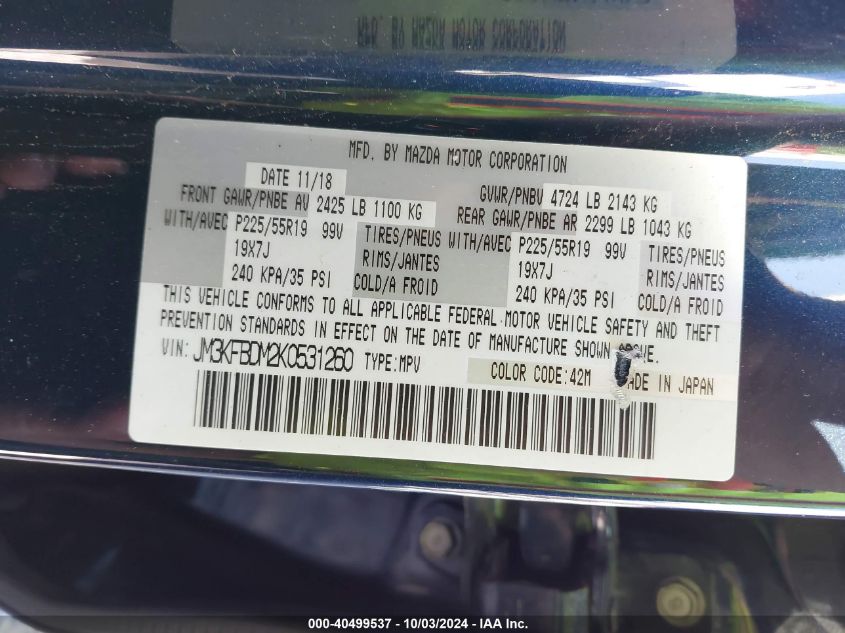 MFD. BY MAZDA MOTOR CORPORATION
DATE 11/18
GVWR/PNBV 4724 LB 2143 KG
FRONT GAWR/PNBE AV 2425 LB 1100 KG
REAR GAWR/PNBE AR 2299 LB 1043 KG
WITH/AVEC P225/55R19 99V TIRES/PNEUS WITH/AVEC P225/55R19 99V TIRES/PNEUS
19X7J RIMS/JANTES 19X7J RIMS/JANTES
240 KPA/35 PSI COLD/A FROID 240 KPA/35 PSI COLD/A FROID
THIS VEHICLE CONFORMS TO ALL APPLICABLE FEDERAL MOTOR VEHICLE SAFETY AND THEFT
PREVENTION STANDARDS IN EFFECT ON THE DATE OF MANUFACTURE SHOWN ABOVE.
VIN: JM3KFBDM2K0531260 TYPE:MPV COLOR CODE:42M ADE IN JAPAN
000-40499537 - 10/03/2024 - © IAA Inc.